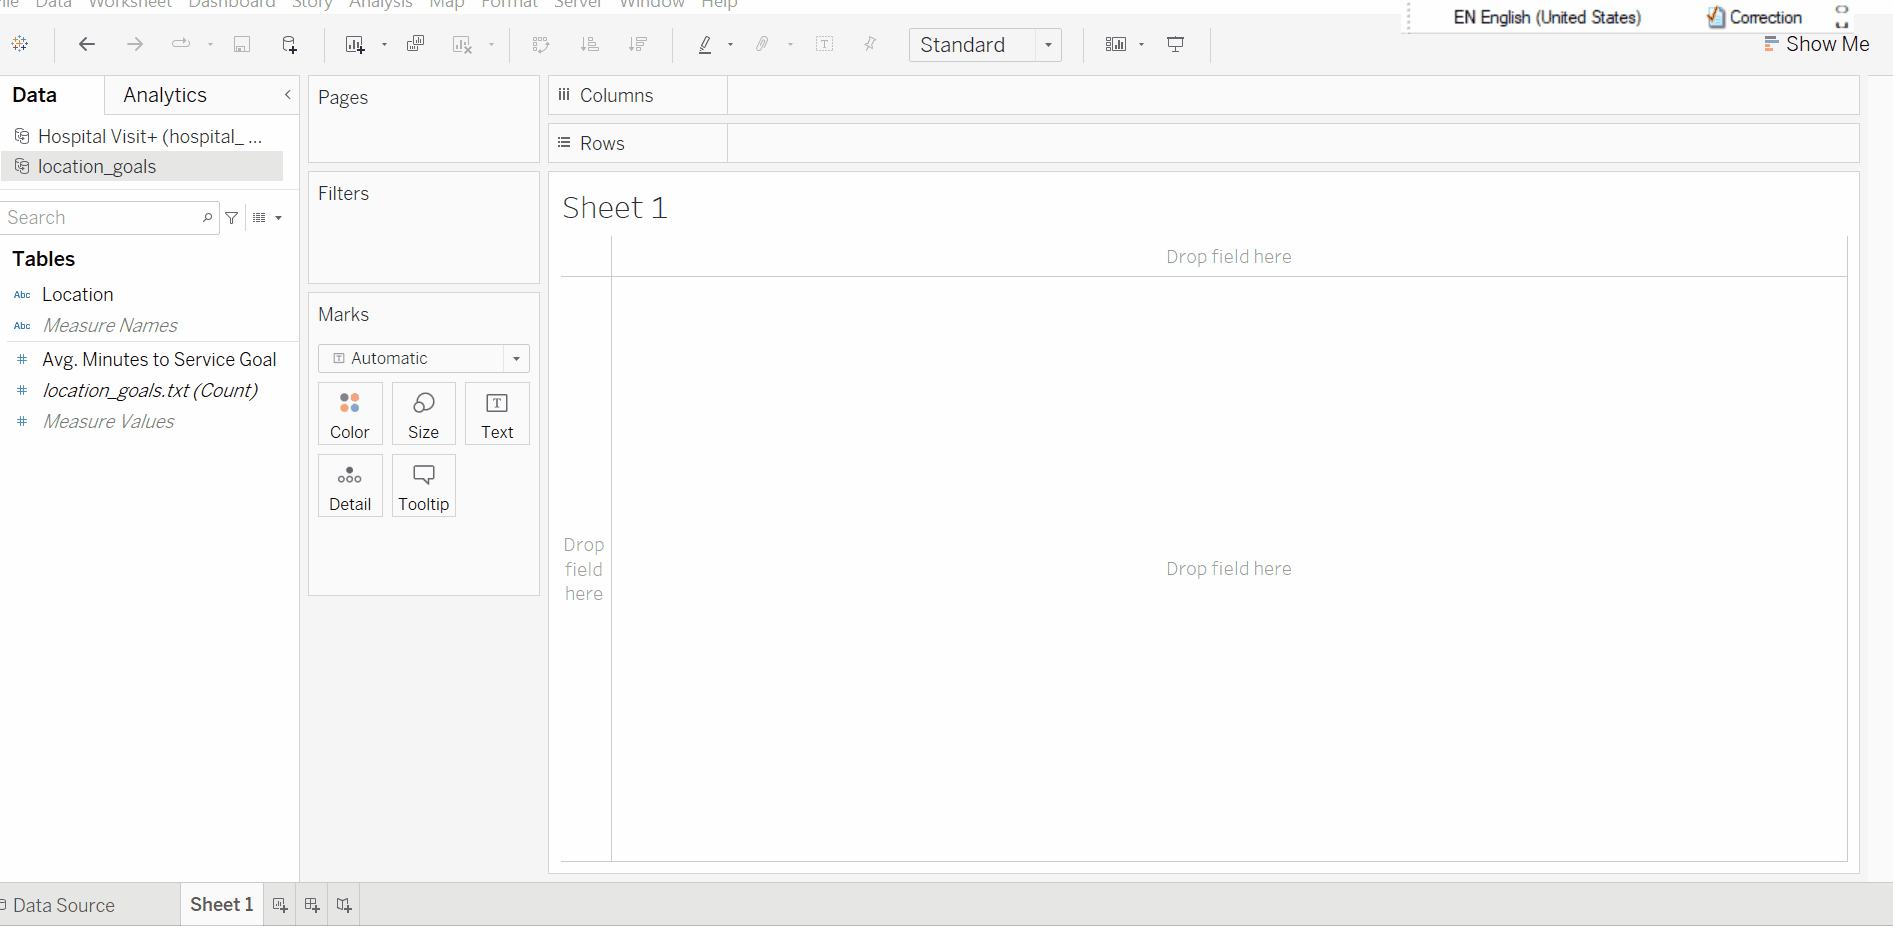 Data Worksheet Dashboard Story Analysis Map Format Server Window Help
EN English (United States) Correction
Standard
Show Me
Data
Analytics
Hospital Visit+ (hospital_ ...
location_goals
Search
Tables
Abc Location
Abc Measure Names
# Avg. Minutes to Service Goal
# location_goals.txt (Count)
# Measure Values
Pages
Filters
Marks
T Automatic
Color
Size
T
Text
Detail
Tooltip
Columns
Rows
Sheet 1
Drop field here
Drop
field
here
Drop field here
Data Source
Sheet 1